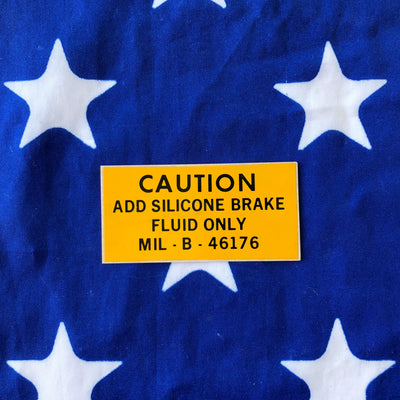 CAUTION
ADD SILICONE BRAKE
FLUID ONLY
MIL - B - 46176